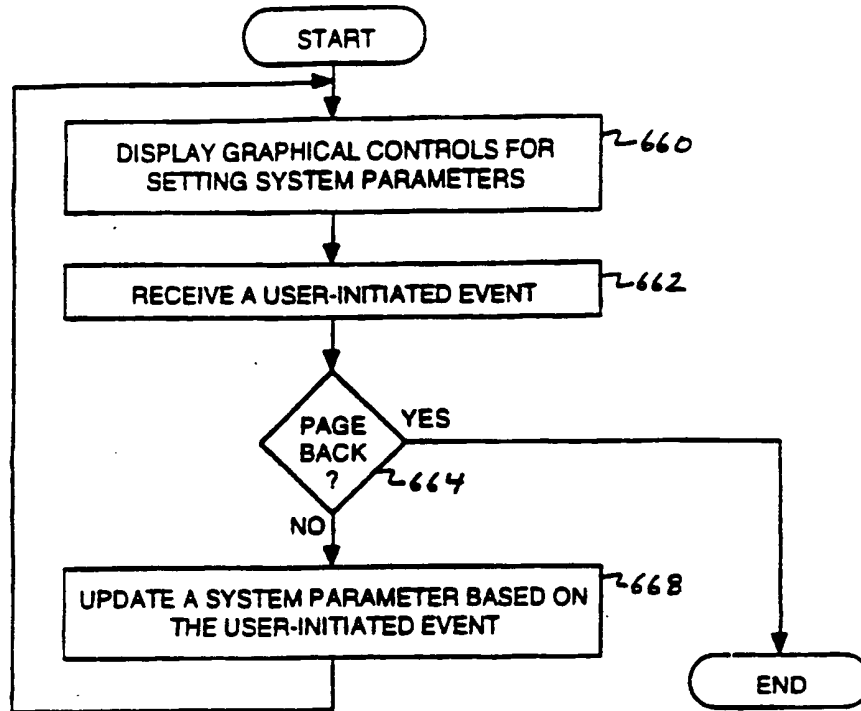 START
DISPLAY GRAPHICAL CONTROLS FOR
SETTING SYSTEM PARAMETERS
660
RECEIVE A USER-INITIATED EVENT
662
PAGE
BACK
?
YES
664
NO
UPDATE A SYSTEM PARAMETER BASED ON
THE USER-INITIATED EVENT
668
END